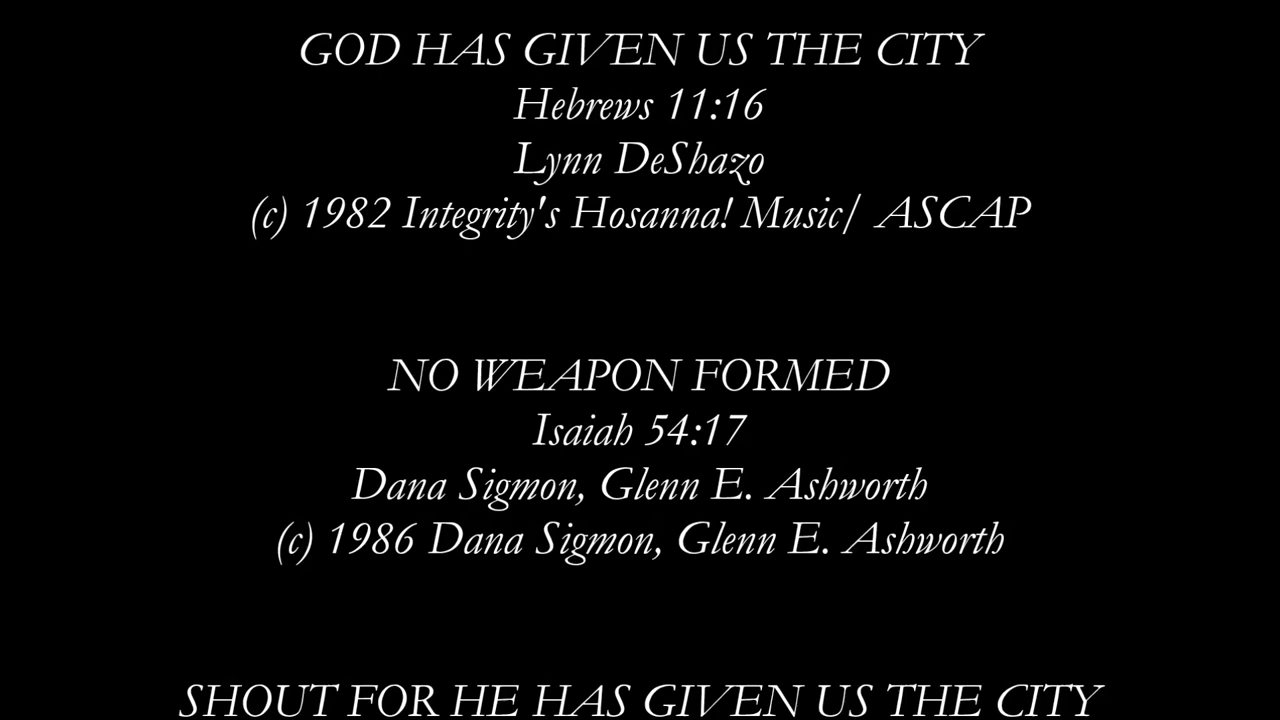 GOD HAS GIVEN US THE CITY
Hebrews 11:16
Lynn DeShazo
(c) 1982 Integrity's Hosanna! Music/ ASCAP
NO WEAPON FORMED
Isaiah 54:17
Dana Sigmon, Glenn E. Ashworth
(c) 1986 Dana Sigmon, Glenn E. Ashworth
SHOUT FOR HE HAS GIVEN US THE CITY